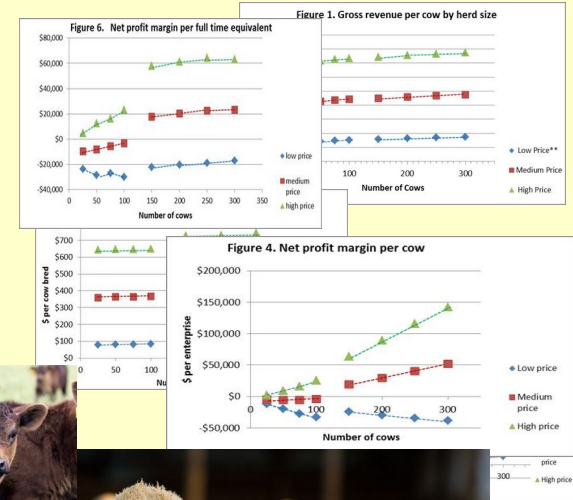 Figure 6. Net profit margin per full time equivalent
$80,000
$60,000
$40,000
$20,000
$0
-$20,000
-$40,000
0 50 100 150 200 250 300 350
Number of cows
low price
medium
price
high price
Figure 1. Gross revenue per cow by herd size
75 100 150 200 250 300
Number of Cows
Low Price**
Medium Price
High Price
$700
$600
$500
$400
$300
$200
$100
$0
$ per cow bred
0 50 100
Figure 4. Net profit margin per cow
$200,000
$150,000
$100,000
$50,000
$0
-$50,000
$ per enterprise
0 100 200 300
Number of cows
Low price
Medium
price
High price
300
price
High price